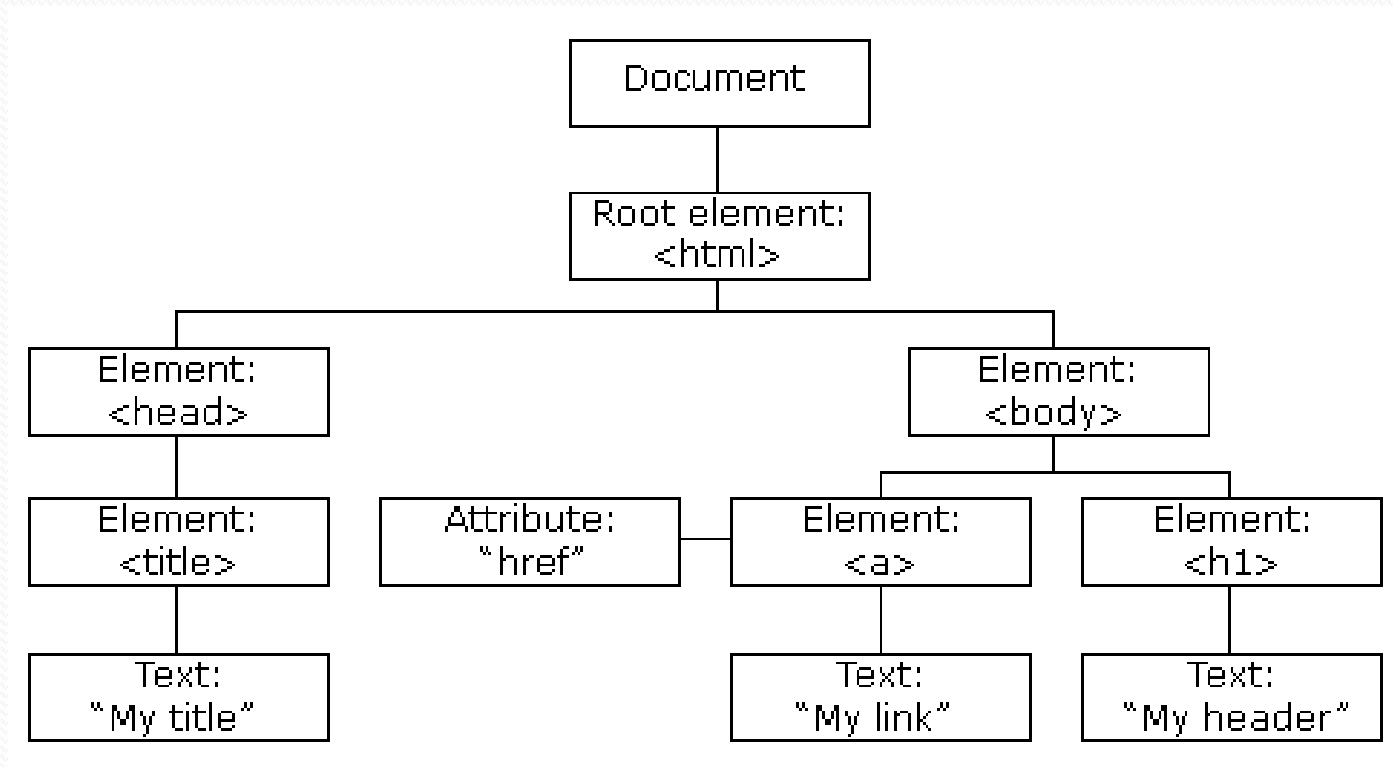 Document
Root element:
<html>
Element:
<head>
Element:
<body>
Element:
<title>
Attribute:
“href”
Element:
<a>
Element:
<h1>
Text:
“My title”
Text:
“My link”
Text:
“My header”